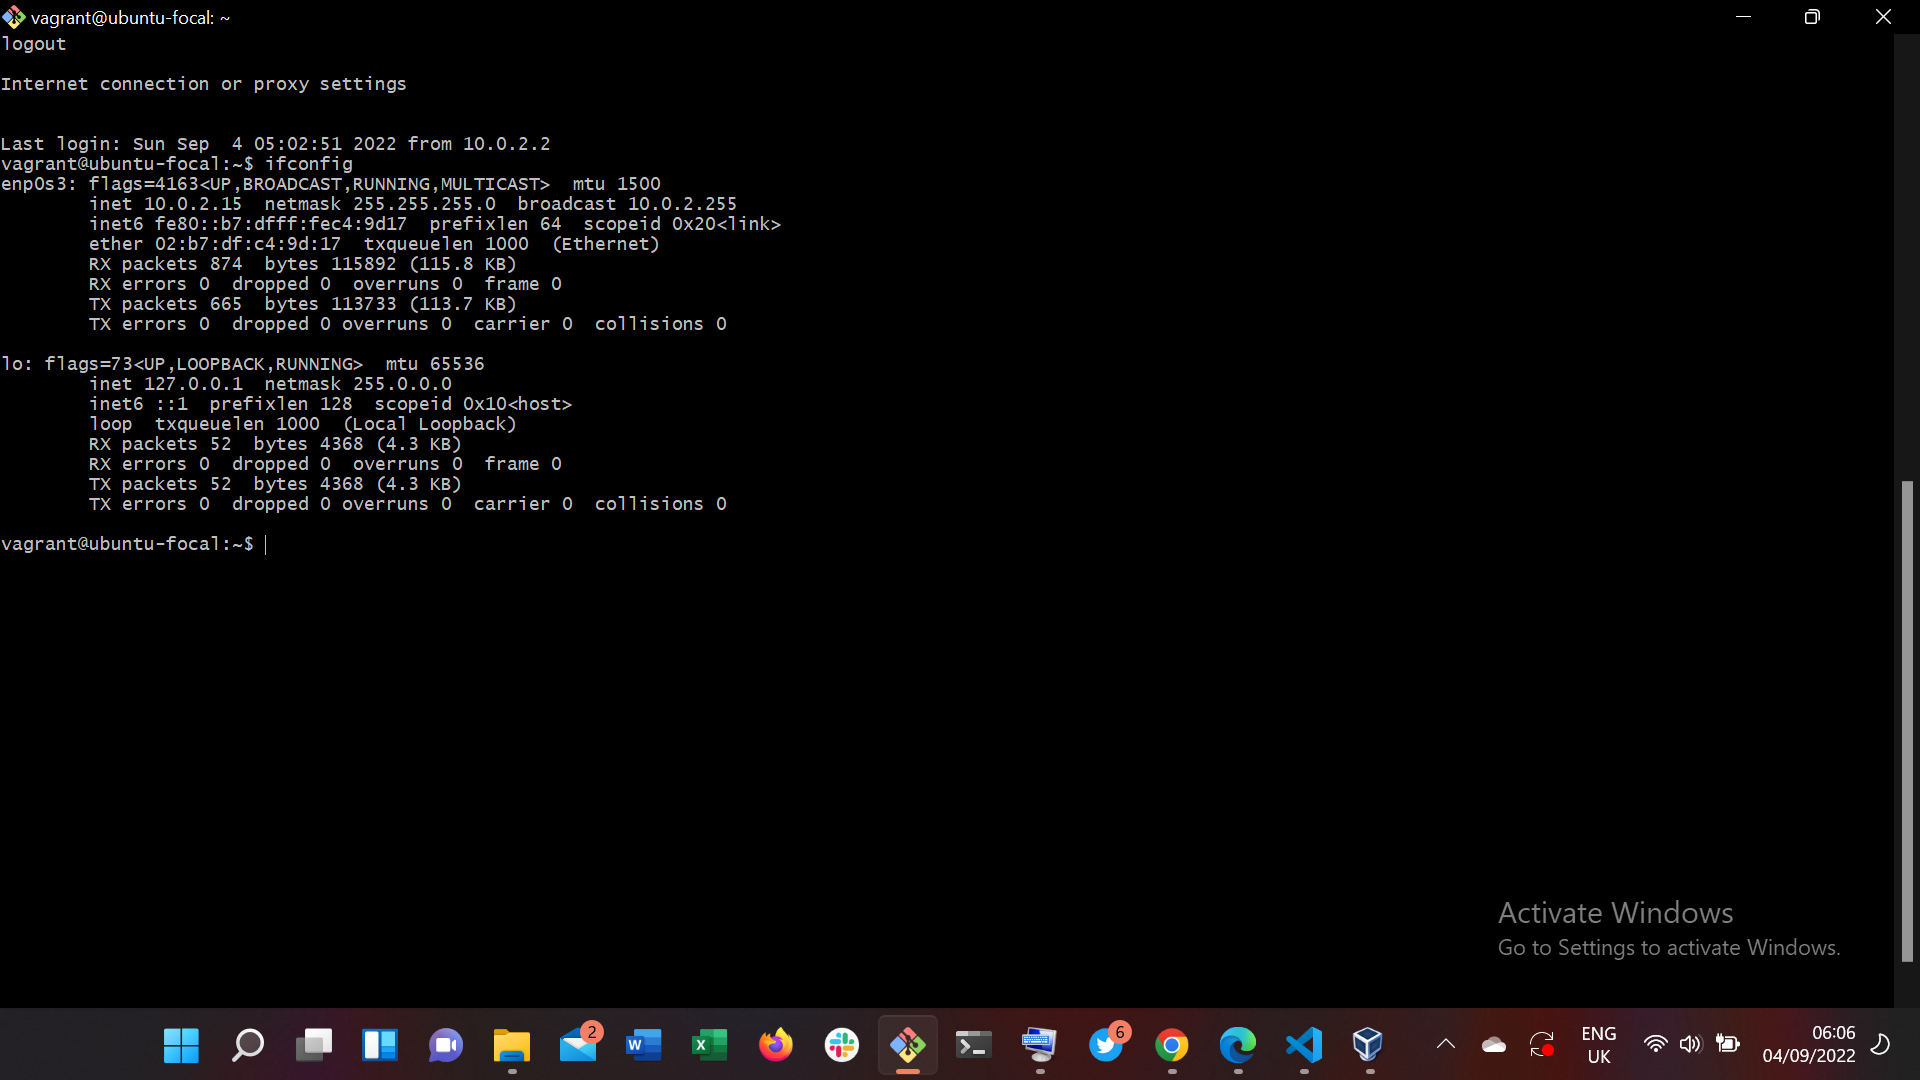 vagrant@ubuntu-focal: ~
logout
Internet connection or proxy settings
Last login: Sun Sep  4 05:02:51 2022 from 10.0.2.2
vagrant@ubuntu-focal:~$ ifconfig
enp0s3: flags=4163<UP,BROADCAST,RUNNING,MULTICAST>  mtu 1500
        inet 10.0.2.15  netmask 255.255.255.0  broadcast 10.0.2.255
        inet6 fe80::b7:dfff:fec4:9d17  prefixlen 64  scopeid 0x20<link>
        ether 02:b7:df:c4:9d:17  txqueuelen 1000  (Ethernet)
        RX packets 874  bytes 115892 (115.8 KB)
        RX errors 0  dropped 0  overruns 0  frame 0
        TX packets 665  bytes 113733 (113.7 KB)
        TX errors 0  dropped 0 overruns 0  carrier 0  collisions 0
lo: flags=73<UP,LOOPBACK,RUNNING>  mtu 65536
        inet 127.0.0.1  netmask 255.0.0.0
        inet6 ::1  prefixlen 128  scopeid 0x10<host>
        loop  txqueuelen 1000  (Local Loopback)
        RX packets 52  bytes 4368 (4.3 KB)
        RX errors 0  dropped 0  overruns 0  frame 0
        TX packets 52  bytes 4368 (4.3 KB)
        TX errors 0  dropped 0 overruns 0  carrier 0  collisions 0
vagrant@ubuntu-focal:~$
Activate Windows
Go to Settings to activate Windows.
2
6
ENG
UK
06:06
04/09/2022